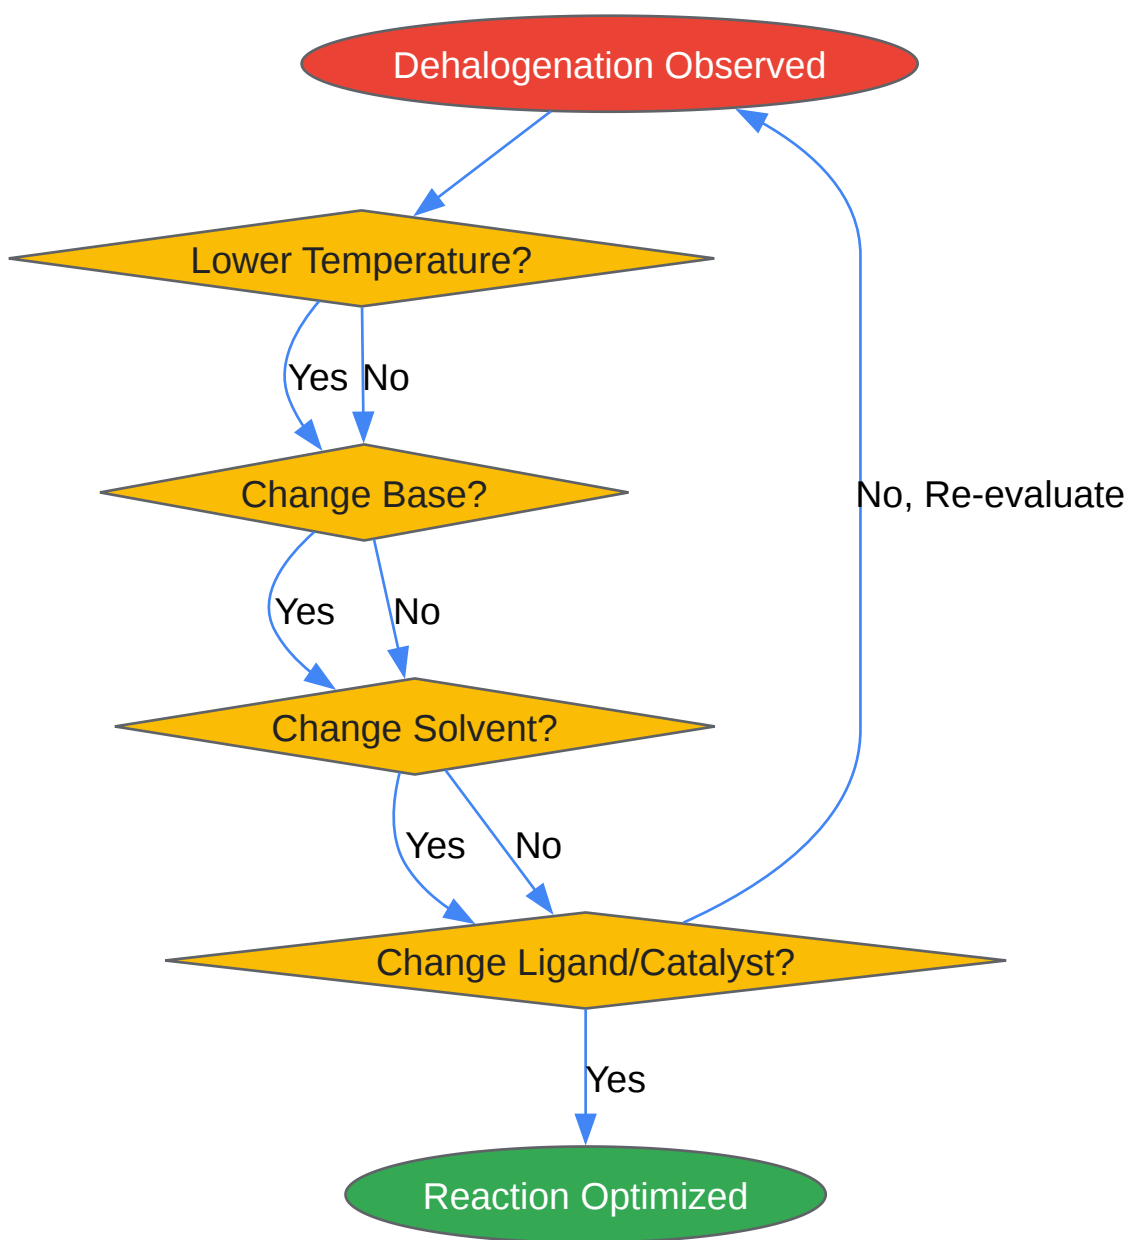 Dehalogenation Observed
Lower Temperature?
Yes
No
Change Base?
No, Re-evaluate
Yes
No
Change Solvent?
Yes
No
Change Ligand/Catalyst?
Yes
Reaction Optimized